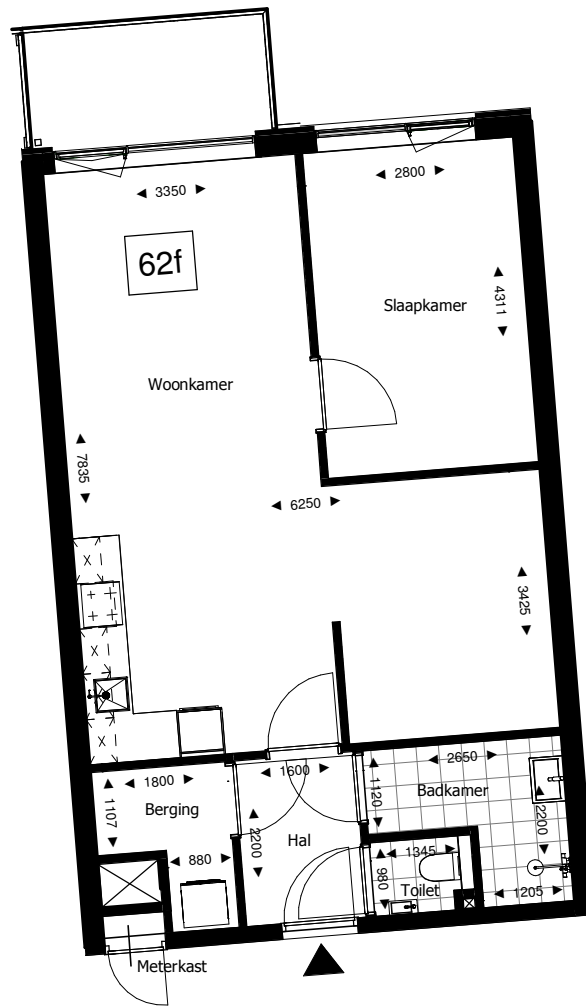 3350
2800
62f
4311
Slaapkamer
Woonkamer
7835
6250
3425
1800
1600
2650
1107
Berging
1120
Badkamer
2200
Hal
2200
880
1345
980
Toilet
1205
Meterkast